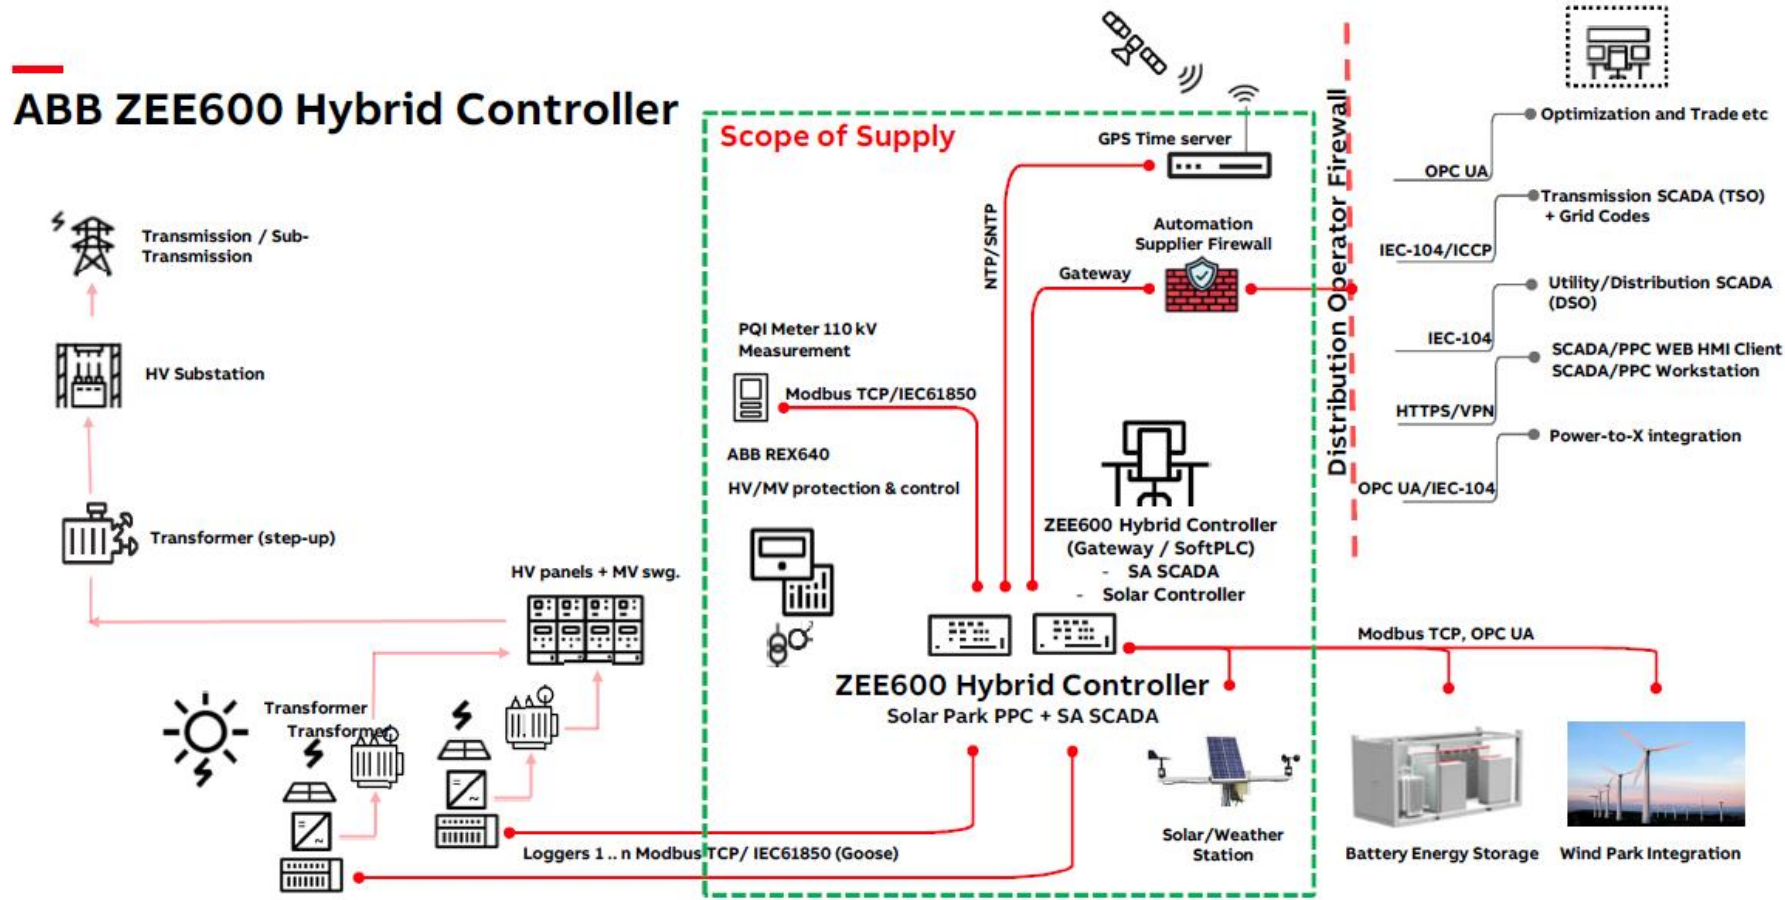 ABB ZEE600 Hybrid Controller
Scope of Supply
GPS Time server
NTP/SNTP
Automation
Supplier Firewall
Gateway
Distribution Operator Firewall
Optimization and Trade etc
OPC UA
Transmission SCADA (TSO)
+ Grid Codes
IEC-104/ICCP
Utility/Distribution SCADA
(DSO)
IEC-104
SCADA/PPC WEB HMI Client
SCADA/PPC Workstation
HTTPS/VPN
Power-to-X integration
OPC UA/IEC-104
Transmission / Sub-
Transmission
HV Substation
Transformer (step-up)
HV panels + MV swg.
Transformer
Transformer
PQI Meter 110 kV
Measurement
Modbus TCP/IEC61850
ABB REX640
HV/MV protection & control
ZEE600 Hybrid Controller
(Gateway / SoftPLC)
- SA SCADA
- Solar Controller
Modbus TCP, OPC UA
ZEE600 Hybrid Controller
Solar Park PPC + SA SCADA
Loggers 1 .. n Modbus TCP/ IEC61850 (Goose)
Solar/Weather
Station
Battery Energy Storage
Wind Park Integration